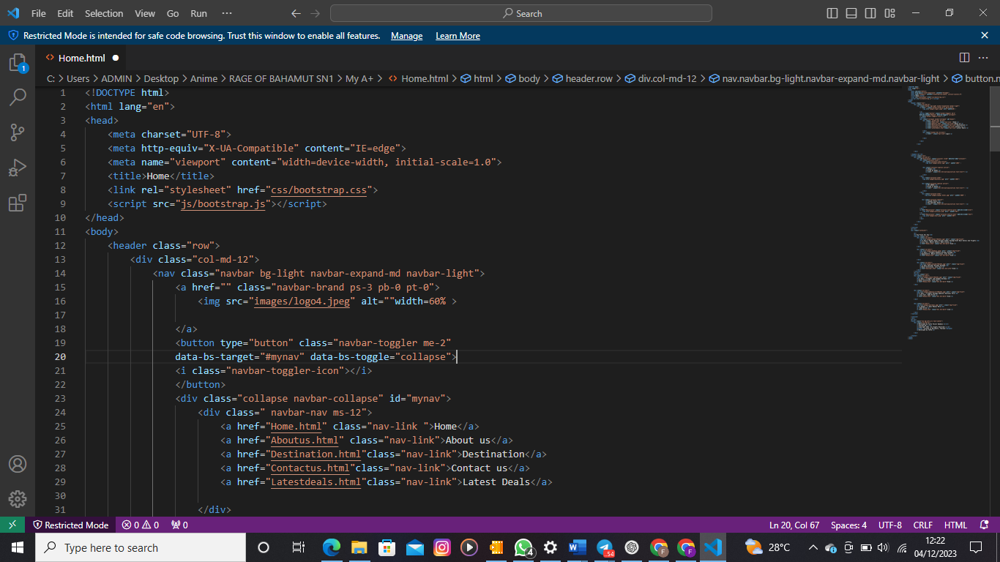 File Edit Selection View Go Run ··· Search
Restricted Mode is intended for safe code browsing. Trust this window to enable all features. Manage Learn More
Home.html
C: > Users > ADMIN > Desktop > Anime > RAGE OF BAHAMUT SN1 > My A+ > Home.html > html > body > header.row > div.col-md-12 > nav.navbar.bg-light.navbar-expand-md.navbar-light > button.n
1 <!DOCTYPE html>
2 <html lang="en">
3 <head>
4 <meta charset="UTF-8">
5 <meta http-equiv="X-UA-Compatible" content="IE=edge">
6 <meta name="viewport" content="width=device-width, initial-scale=1.0">
7 <title>Home</title>
8 <link rel="stylesheet" href="css/bootstrap.css">
9 <script src="js/bootstrap.js"></script>
10 </head>
11 <body>
12 <header class="row">
13 <div class="col-md-12">
14 <nav class="navbar bg-light navbar-expand-md navbar-light">
15 <a href="" class="navbar-brand ps-3 pb-0 pt-0">
16 <img src="images/logo4.jpeg" alt=""width=60% >
17
18 </a>
19 <button type="button" class="navbar-toggler me-2"
20 data-bs-target="#mynav" data-bs-toggle="collapse">
21 <i class="navbar-toggler-icon"></i>
22 </button>
23 <div class="collapse navbar-collapse" id="mynav">
24 <div class=" navbar-nav ms-12">
25 <a href="Home.html" class="nav-link ">Home</a>
26 <a href="Aboutus.html" class="nav-link">About us</a>
27 <a href="Destination.html"class="nav-link">Destination</a>
28 <a href="Contactus.html"class="nav-link">Contact us</a>
29 <a href="Latestdeals.html"class="nav-link">Latest Deals</a>
30
31 </div>
Restricted Mode 0 0 0 Ln 20, Col 67 Spaces: 4 UTF-8 CRLF HTML
Type here to search 4 .54 F F 28°C 12:22
04/12/2023